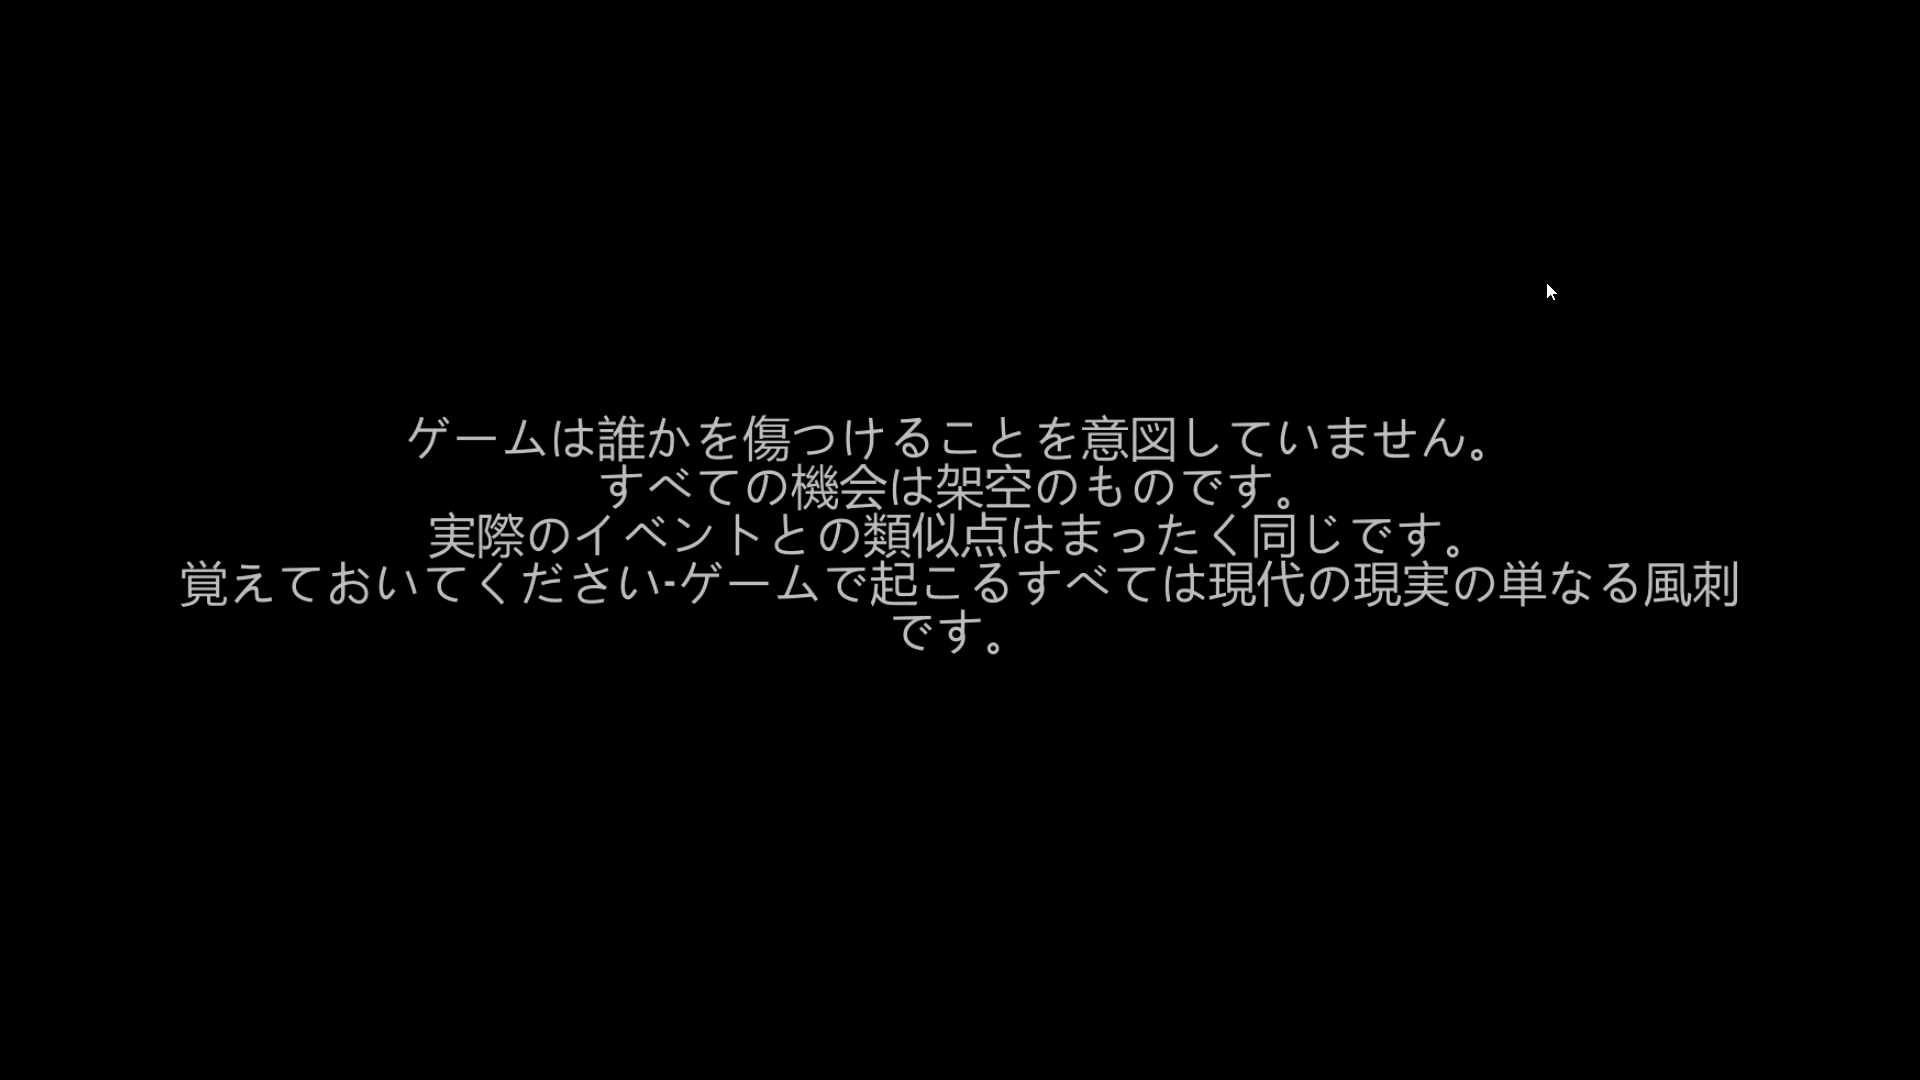 ゲームは誰かを傷つけることを意図していません。
すべての機会は架空のものです。
実際のイベントとの類似点はまったく同じです。
覚えておいてください-ゲームで起こるすべては現代の現実の単なる風刺
です。